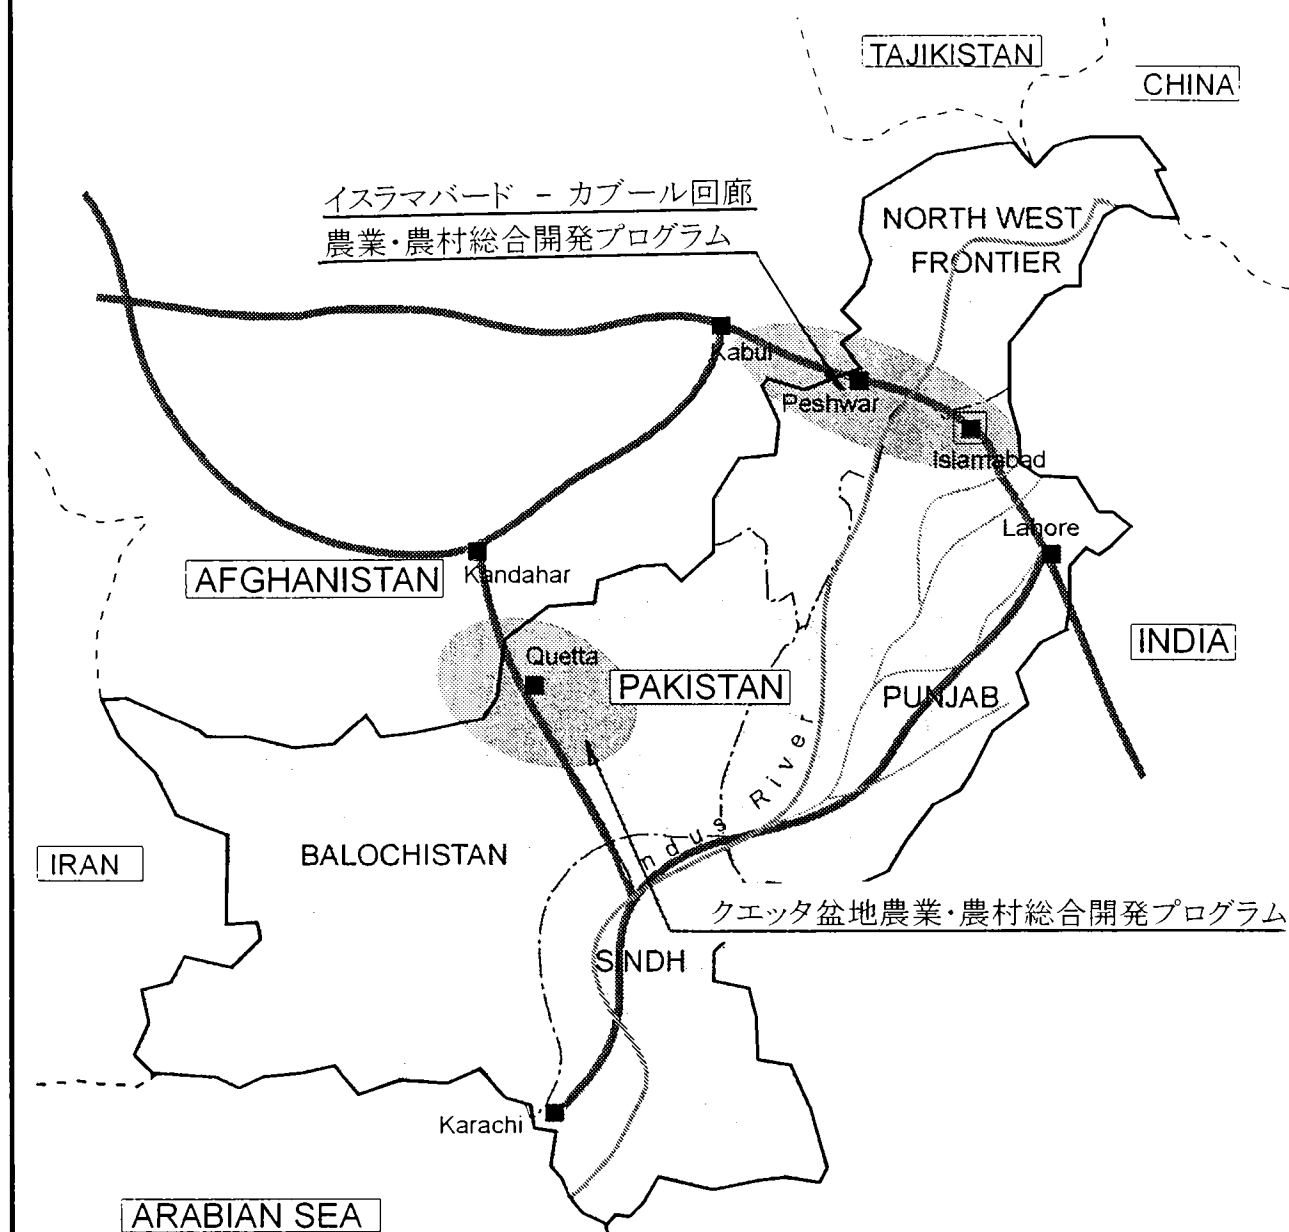 TAJIKISTAN
CHINA
イスラマバード - カブール回廊
農業・農村総合開発プログラム
NORTH WEST
FRONTIER
Kabul
Peshwar
Islamabad
Lahore
AFGHANISTAN
Kandahar
INDIA
Quetta
PAKISTAN
PUNJAB
ndus River
BALOCHISTAN
IRAN
クエッタ盆地農業・農村総合開発プログラム
SINDH
Karachi
ARABIAN SEA